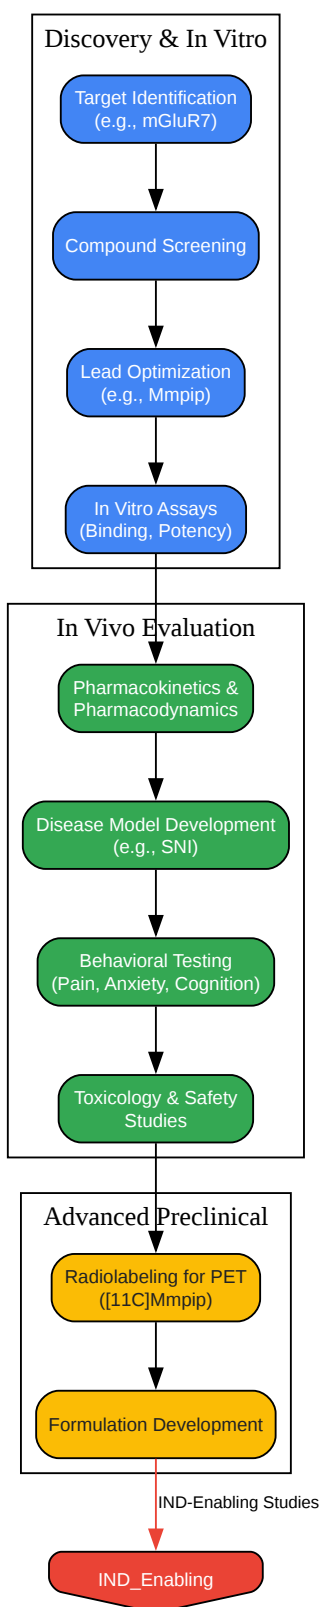 Discovery & In Vitro
Target Identification
(e.g., mGluR7)
Compound Screening
Lead Optimization
(e.g., Mmpip)
In Vitro Assays
(Binding, Potency)
In Vivo Evaluation
Pharmacokinetics &
Pharmacodynamics
Disease Model Development
(e.g., SNI)
Behavioral Testing
(Pain, Anxiety, Cognition)
Toxicology & Safety
Studies
Advanced Preclinical
Radiolabeling for PET
([11C]Mmpip)
Formulation Development
IND-Enabling Studies
IND_Enabling